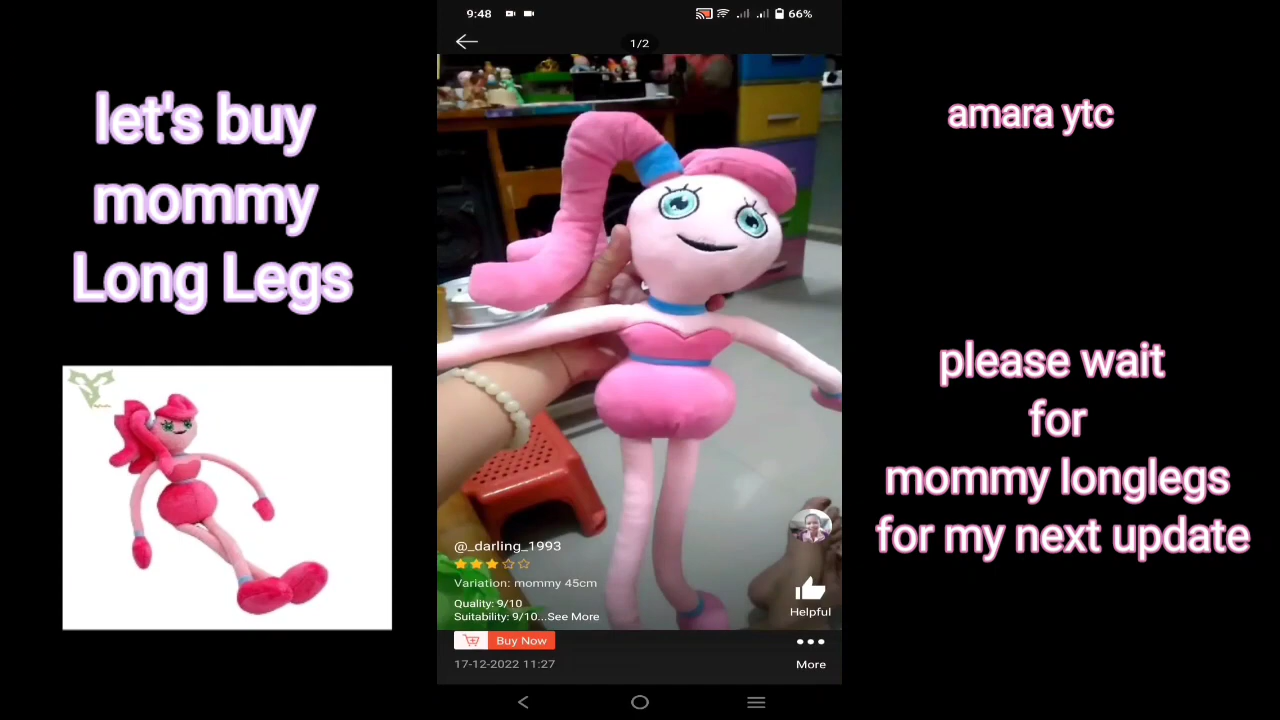 let's buy
mommy
Long Legs
9:48
66%
1/2
@_darling_1993
Variation: mommy 45cm
Quality: 9/10
Suitability: 9/10...See More
Helpful
Buy Now
17-12-2022 11:27
More
amara ytc
please wait
for
mommy longlegs
for my next update